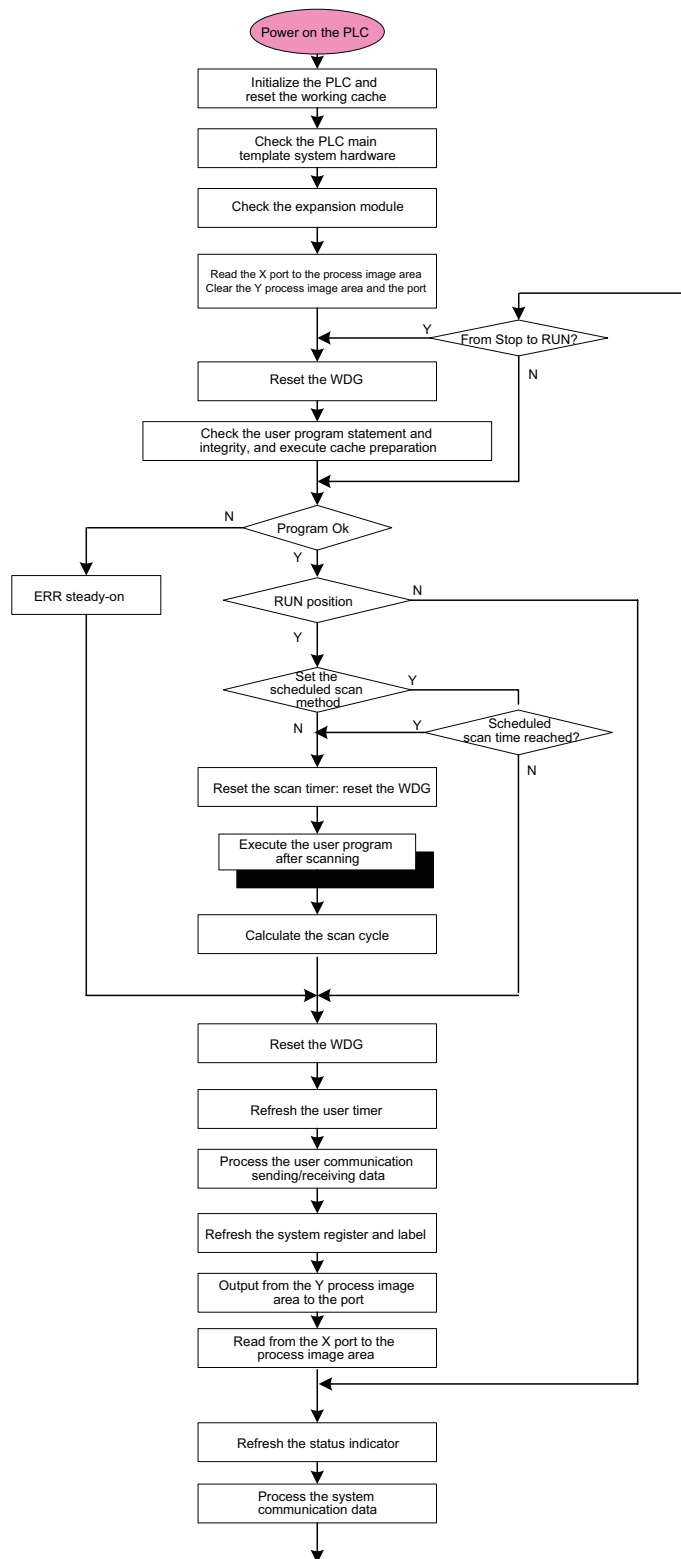 Power on the PLC
Initialize the PLC and
reset the working cache
Check the PLC main
template system hardware
Check the expansion module
Read the X port to the process image area
Clear the Y process image area and the port
Y
From Stop to RUN?
N
Reset the WDG
Check the user program statement and
integrity, and execute cache preparation
N
Program Ok
Y
ERR steady-on
RUN position
N
Y
Set the
scheduled scan
method
Y
N
Y
Scheduled
scan time reached?
N
Reset the scan timer: reset the WDG
Execute the user program
after scanning
Calculate the scan cycle
Reset the WDG
Refresh the user timer
Process the user communication
sending/receiving data
Refresh the system register and label
Output from the Y process image
area to the port
Read from the X port to the
process image area
Refresh the status indicator
Process the system
communication data